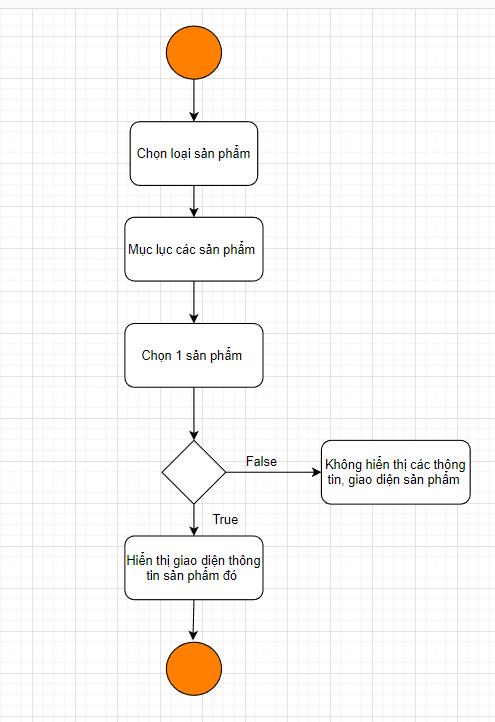 Chọn loại sản phẩm
Mục lục các sản phẩm
Chọn 1 sản phẩm
False
Không hiển thị các thông
tin, giao diện sản phẩm
True
Hiển thị giao diện thông
tin sản phẩm đó